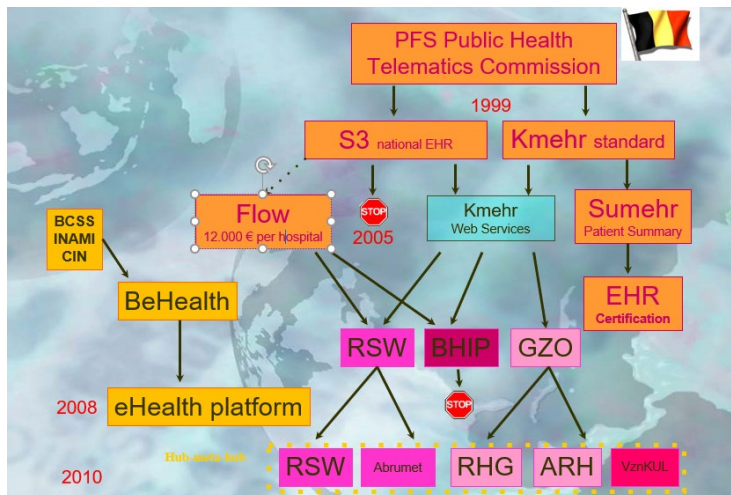 PFS Public Health
Telematics Commission
1999
S3 national EHR
Kmehr standard
Flow
12.000 € per hospital
STOP
2005
Kmehr
Web Services
Sumehr
Patient Summary
BCSS
INAMI
CIN
BeHealth
EHR
Certification
RSW
BHIP
GZO
2008
eHealth platform
STOP
Hub-meta hub
2010
RSW
Abrumet
RHG
ARH
VznKUL